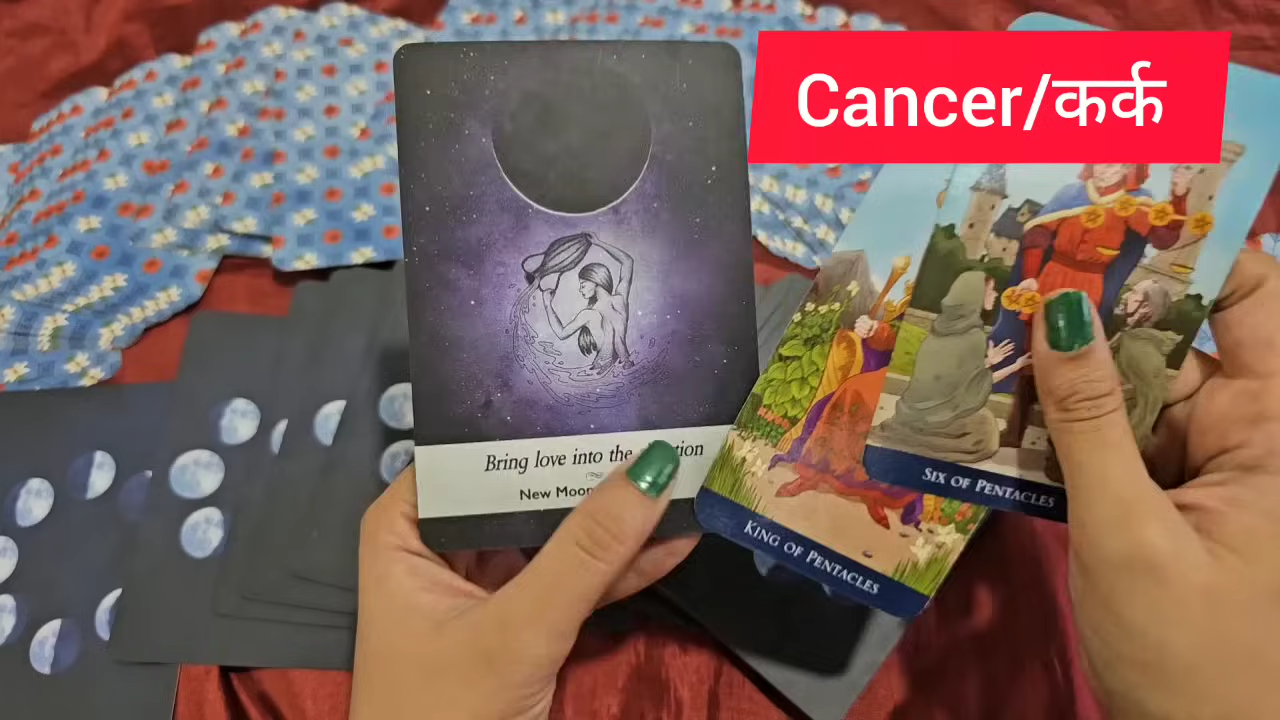 Cancer/कर्क
Bring love into the
New Moon
KING OF PENTACLES
SIX OF PENTACLES